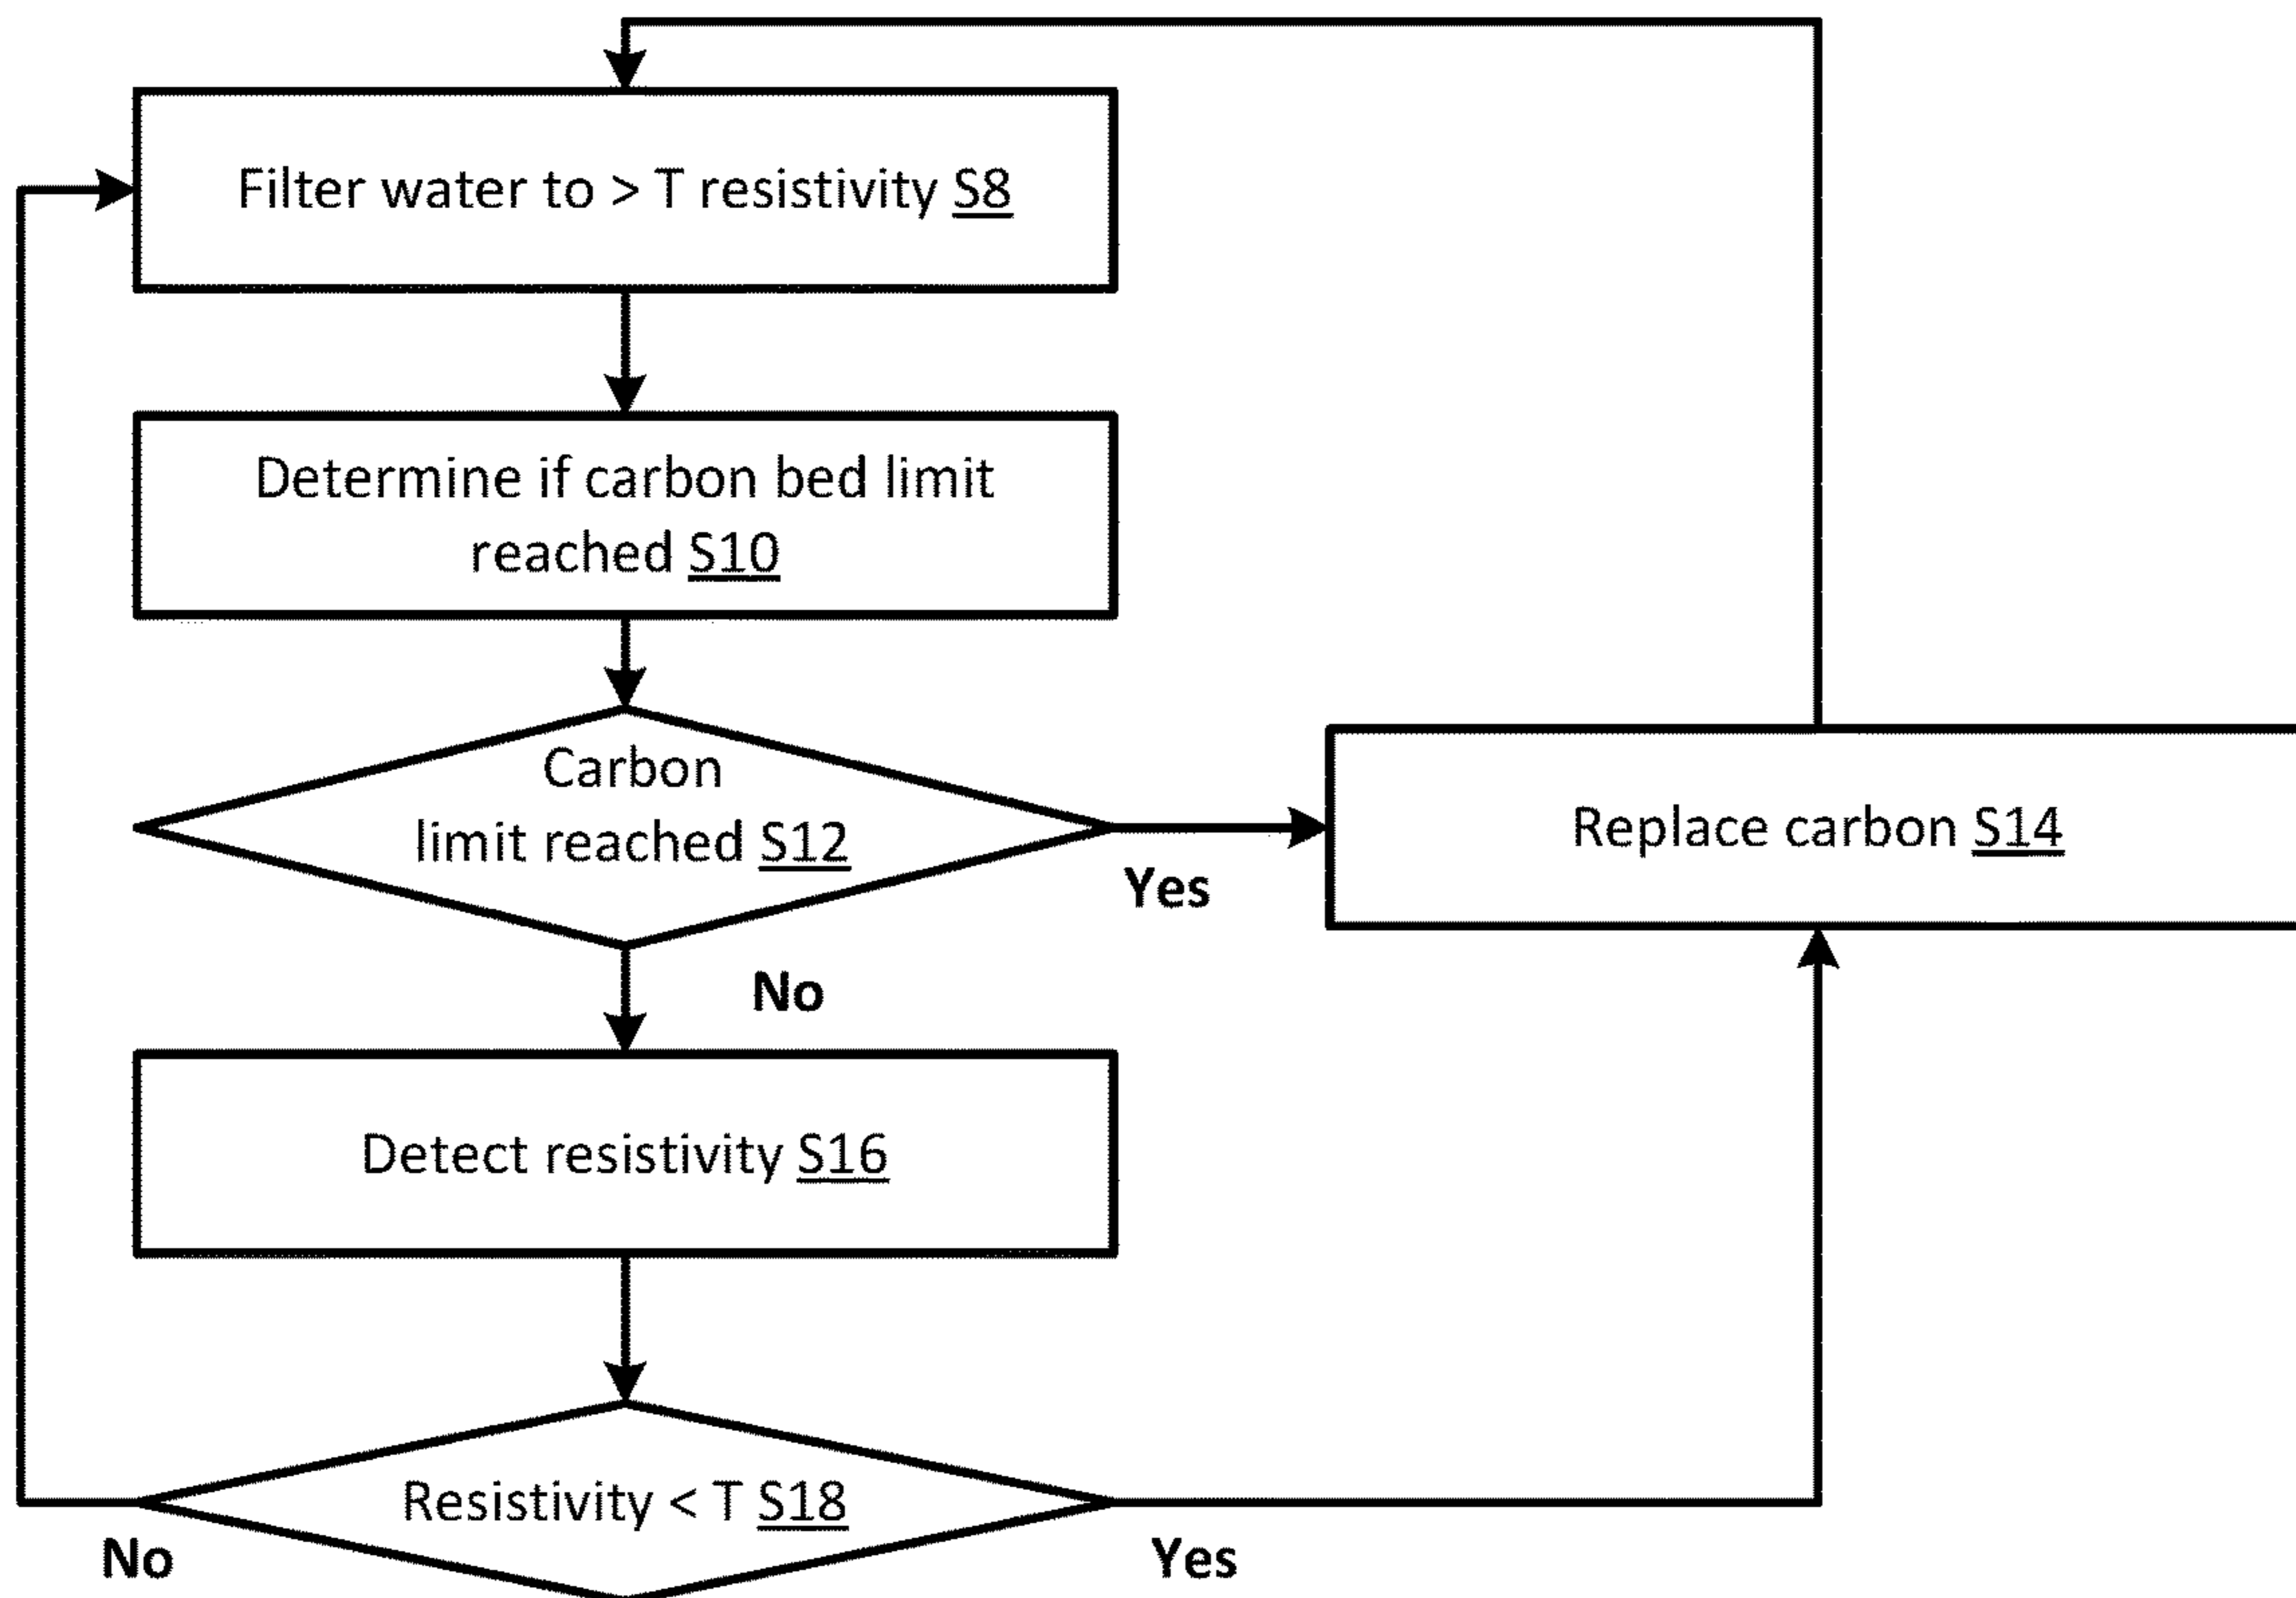 Filter water to > T resistivity S8
Determine if carbon bed limit
reached S10
Carbon
limit reached S12
Yes
Replace carbon S14
No
Detect resistivity S16
Resistivity < T S18
No
Yes